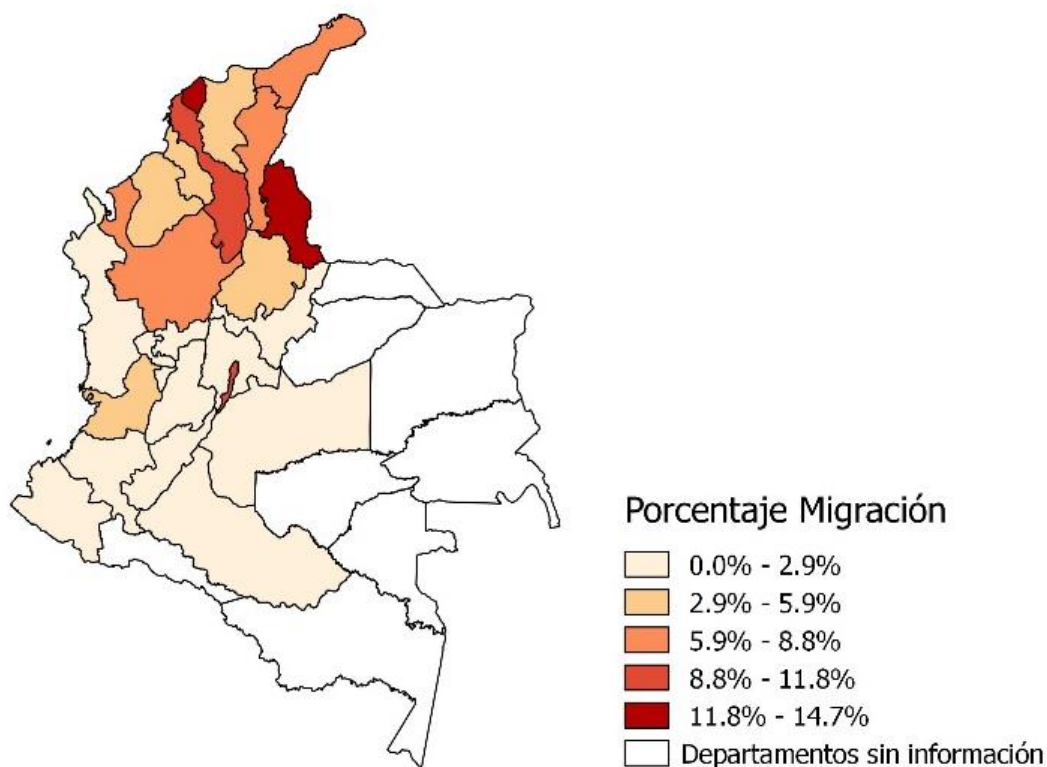 Porcentaje Migración
0.0% - 2.9%
2.9% - 5.9%
5.9% - 8.8%
8.8% - 11.8%
11.8% - 14.7%
Departamentos sin información